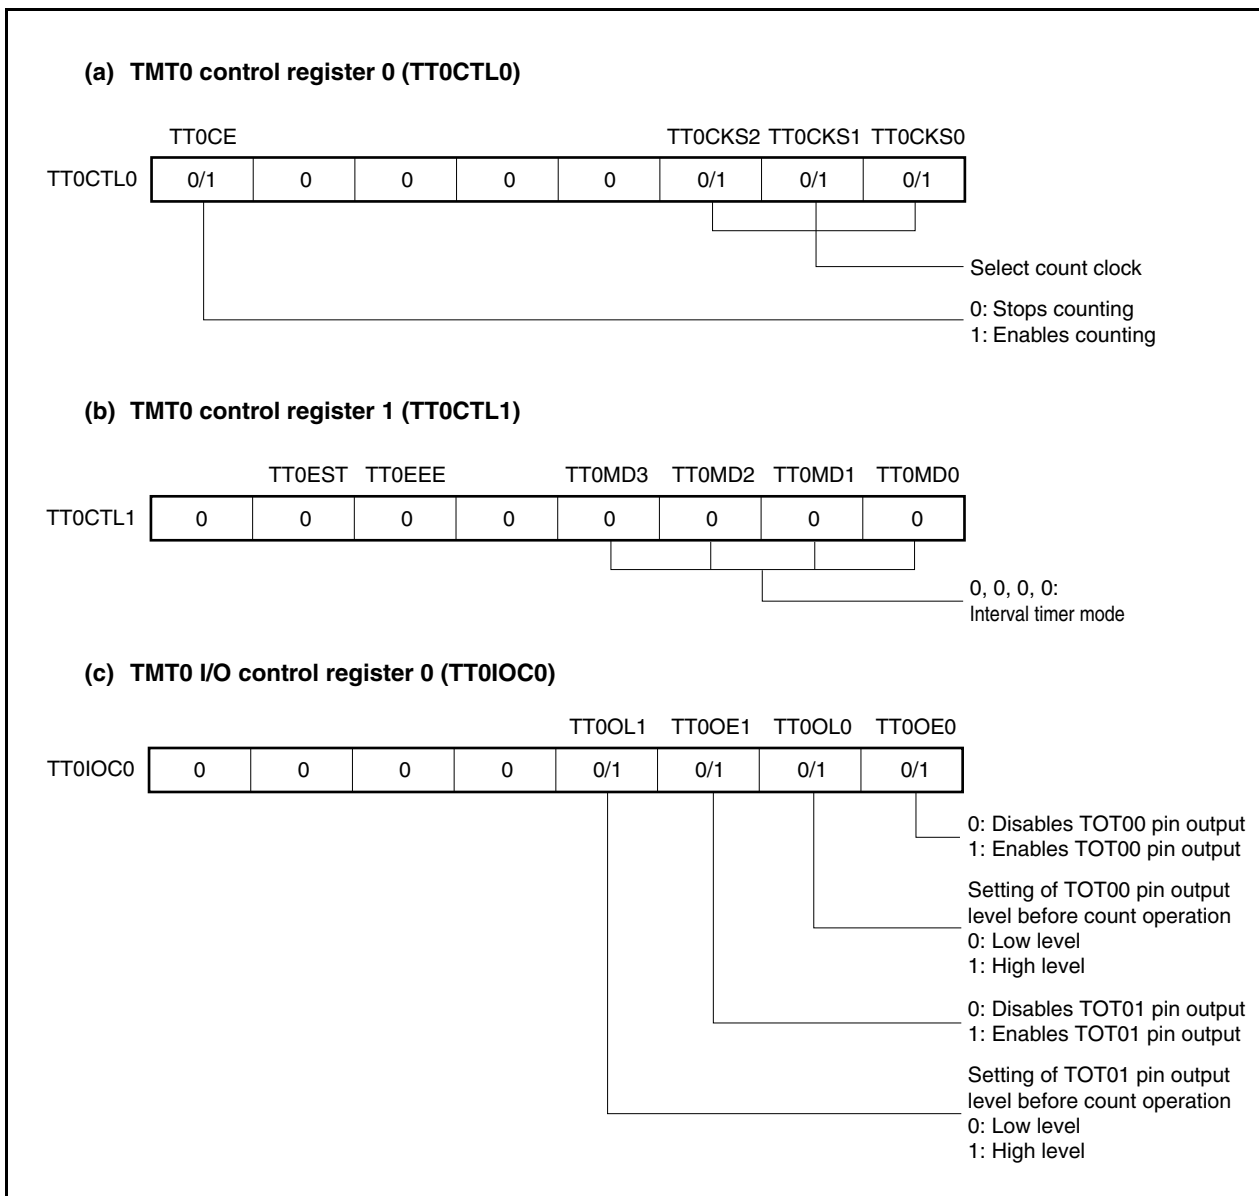 (a) TMT0 control register 0 (TT0CTL0)
TT0CE TT0CKS2 TT0CKS1 TT0CKS0
TT0CTL0 0/1 0 0 0 0 0/1 0/1 0/1
Select count clock
0: Stops counting
1: Enables counting
(b) TMT0 control register 1 (TT0CTL1)
TT0EST TT0EEE TT0MD3 TT0MD2 TT0MD1 TT0MD0
TT0CTL1 0 0 0 0 0 0 0 0
0, 0, 0, 0:
Interval timer mode
(c) TMT0 I/O control register 0 (TT0IOC0)
TT0OL1 TT0OE1 TT0OL0 TT0OE0
TT0IOC0 0 0 0 0 0/1 0/1 0/1 0/1
0: Disables TOT00 pin output
1: Enables TOT00 pin output
Setting of TOT00 pin output
level before count operation
0: Low level
1: High level
0: Disables TOT01 pin output
1: Enables TOT01 pin output
Setting of TOT01 pin output
level before count operation
0: Low level
1: High level